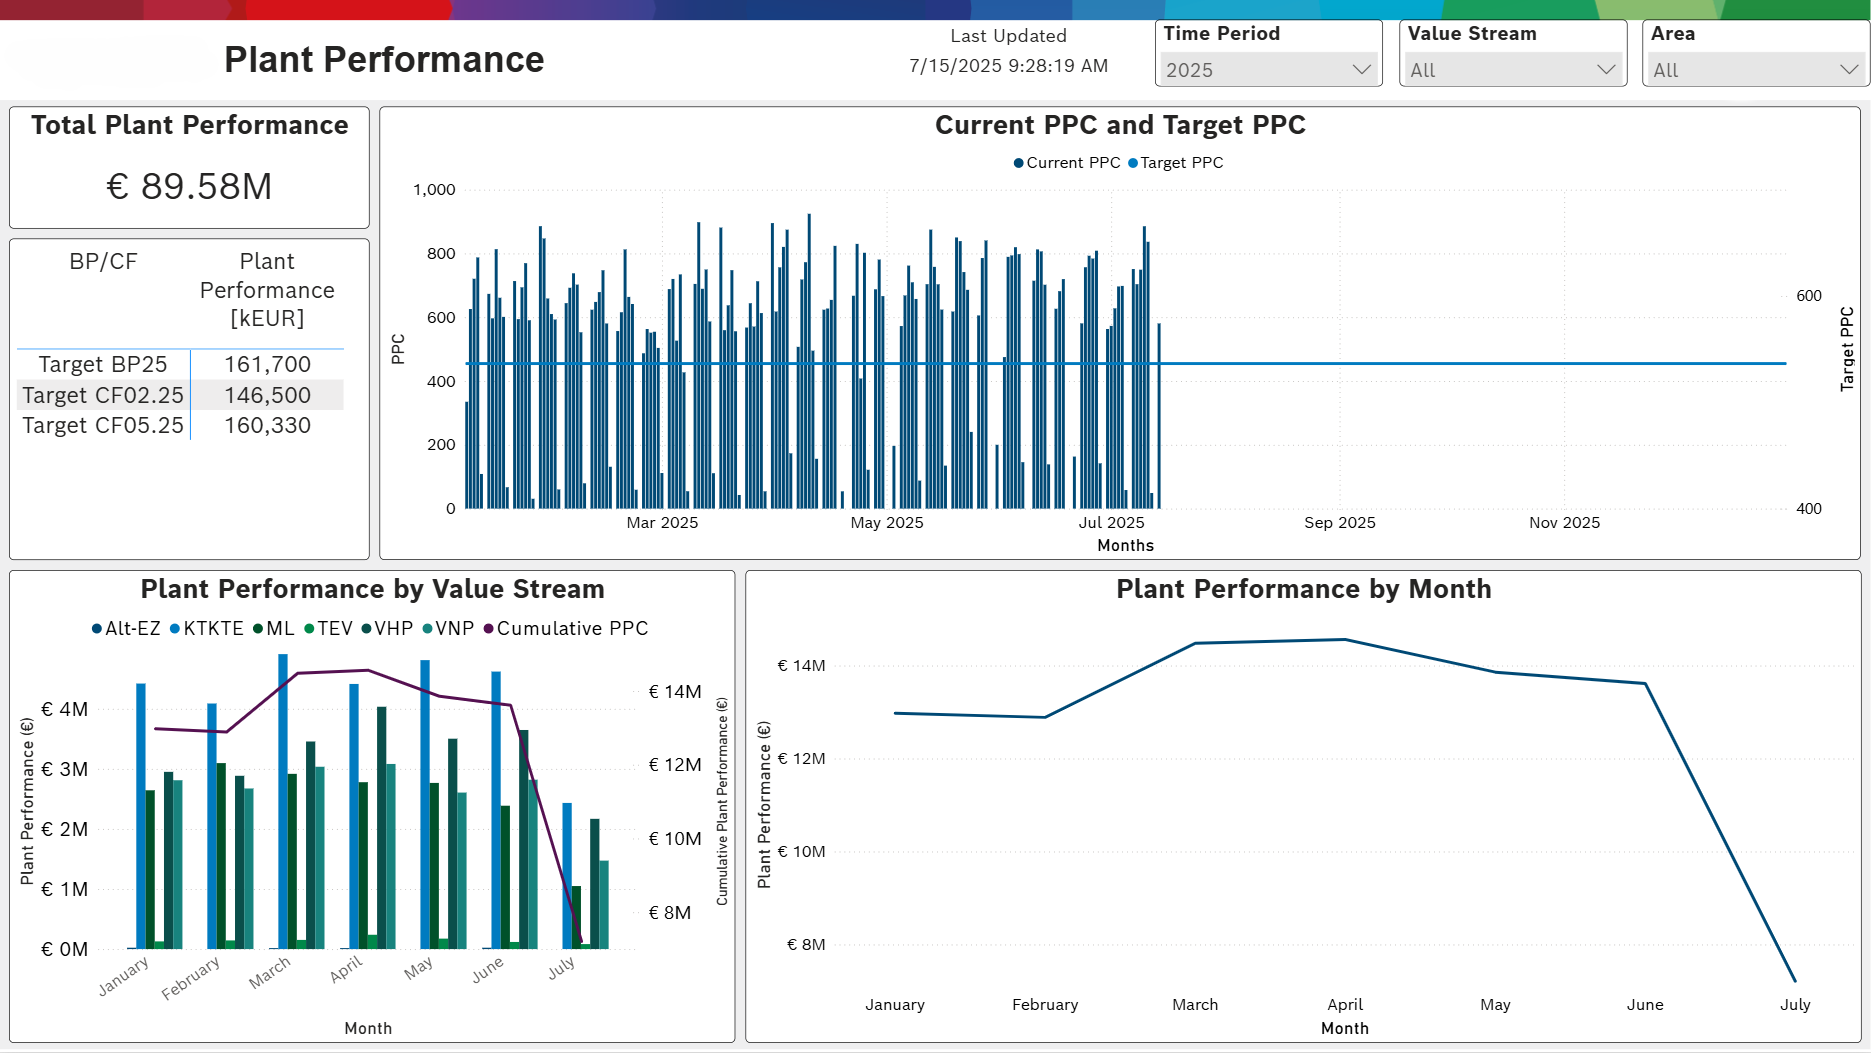 Plant Performance
Last Updated
7/15/2025 9:28:19 AM
Time Period
2025
Value Stream
All
Area
All
Total Plant Performance
€ 89.58M
BP/CF Plant Performance [kEUR]
Target BP25 161,700
Target CF02.25 146,500
Target CF05.25 160,330
Current PPC and Target PPC
Current PPC Target PPC
PPC
1,000
800
600
400
200
0
Mar 2025 May 2025 Jul 2025 Sep 2025 Nov 2025
Months
600
400
Target PPC
Plant Performance by Value Stream
Alt-EZ KTKTE ML TEV VHP VNP Cumulative PPC
Plant Performance (€)
€ 4M
€ 3M
€ 2M
€ 1M
€ 0M
January February March April May June July
Month
€ 14M
€ 12M
€ 10M
€ 8M
Cumulative Plant Performance (€)
Plant Performance by Month
Plant Performance (€)
€ 14M
€ 12M
€ 10M
€ 8M
January February March April May June July
Month